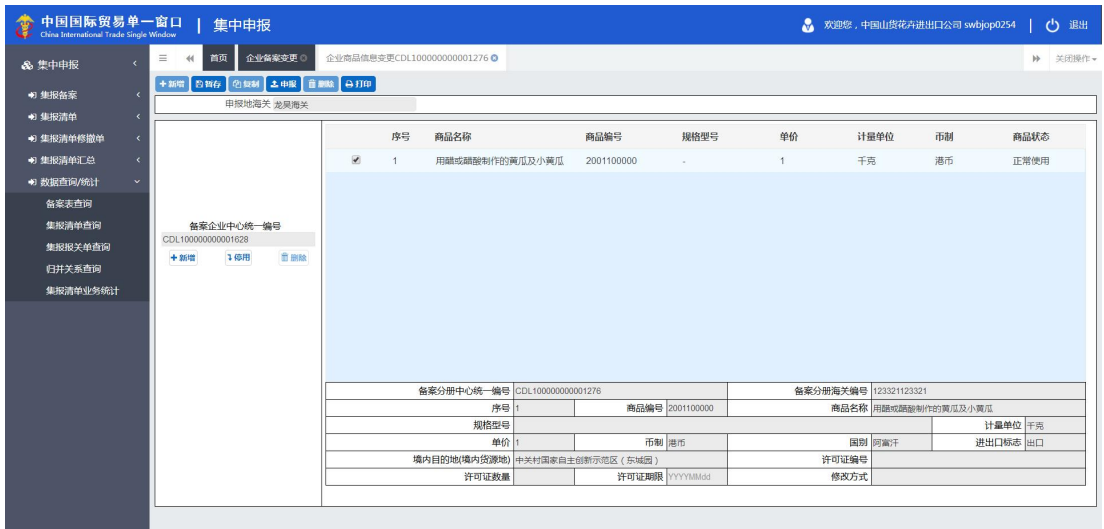 中国国际贸易单一窗口 | 集中申报
China International Trade Single Window
欢迎您，中国山货花卉进出口公司 swbjop0254 | 退出
集中申报
首页 企业备案变更 企业商品信息变更CDL100000000001276 关闭操作
新增 暂存 复制 申报 删除 打印
申报地海关 龙吴海关
集报备案
集报清单
集报清单修撤单
集报清单汇总
数据查询/统计
备案表查询
集报清单查询
集报报关单查询
归并关系查询
集报清单业务统计
备案企业中心统一编号
CDL100000000001628
新增 停用 删除
序号 商品名称 商品编号 规格型号 单价 计量单位 币制 商品状态
1 用醋或醋酸制作的黄瓜及小黄瓜 2001100000 - 1 千克 港币 正常使用
备案分册中心统一编号 CDL100000000001276 备案分册海关编号 123321123321
序号 1 商品编号 2001100000 商品名称 用醋或醋酸制作的黄瓜及小黄瓜
规格型号 计量单位 千克
单价 1 币制 港币 国别 阿富汗 进出口标志 出口
境内目的地(境内货源地) 中关村国家自主创新示范区（东城园） 许可证编号
许可证数量 许可证期限 YYYYMMdd 修改方式